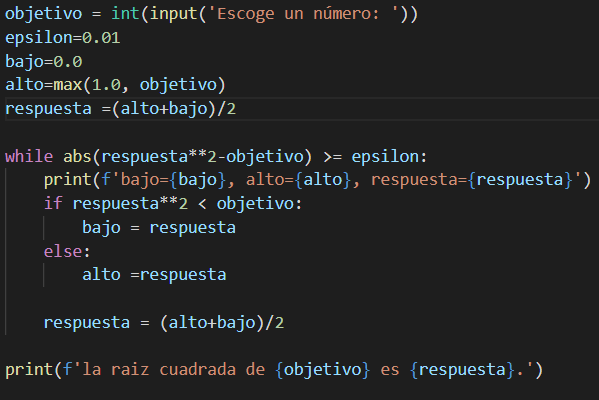 objetivo = int(input('Escoge un número: '))
epsilon=0.01
bajo=0.0
alto=max(1.0, objetivo)
respuesta =(alto+bajo)/2

while abs(respuesta**2-objetivo) >= epsilon:
    print(f'bajo={bajo}, alto={alto}, respuesta={respuesta}')
    if respuesta**2 < objetivo:
        bajo = respuesta
    else:
        alto =respuesta

    respuesta = (alto+bajo)/2

print(f'la raiz cuadrada de {objetivo} es {respuesta}.')